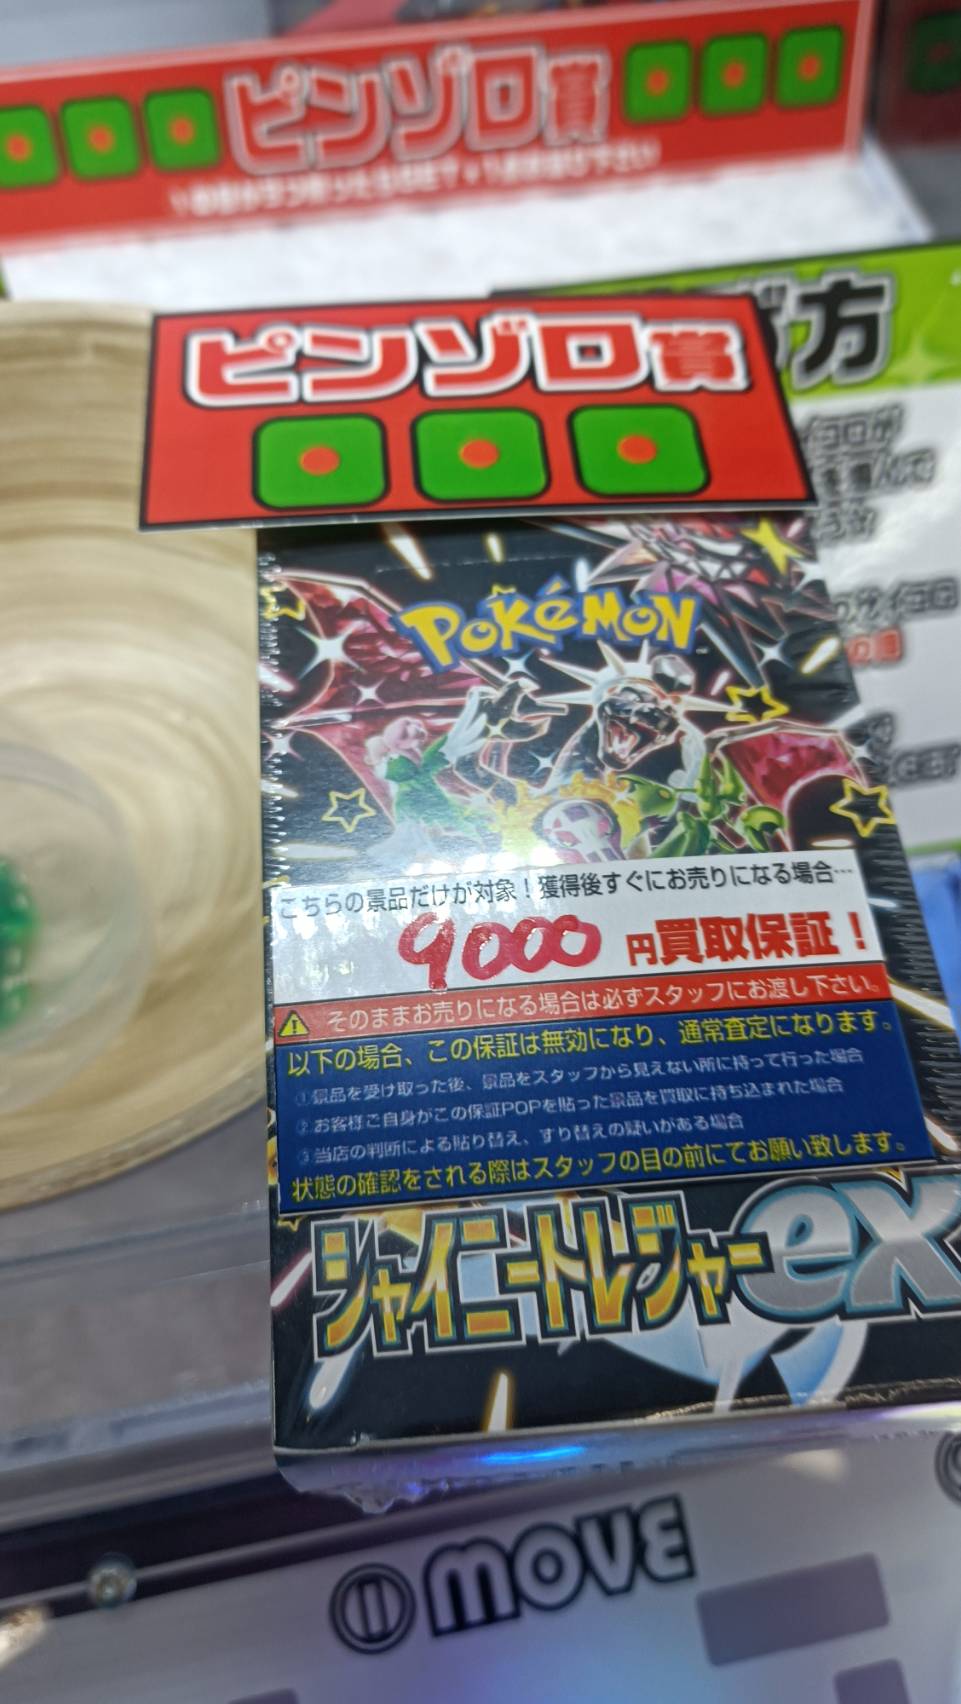 ピンゾロ賞
ピンゾロ賞
方
Pokémon
こちらの景品だけが対象！獲得後すぐにお売りになる場合…
9000円買取保証！
そのままお売りになる場合は必ずスタッフにお渡し下さい。
以下の場合、この保証は無効になり、通常査定になります。
①景品を受け取った後、景品をスタッフから見えない所に持って行った場合
②お客様ご自身がこの保証POPを貼った景品を買取に持ち込まれた場合
③当店の判断による貼り替え、すり替えの疑いがある場合
状態の確認をされる際はスタッフの目の前にてお願い致します。
シャイニートレジャーex
MOVE